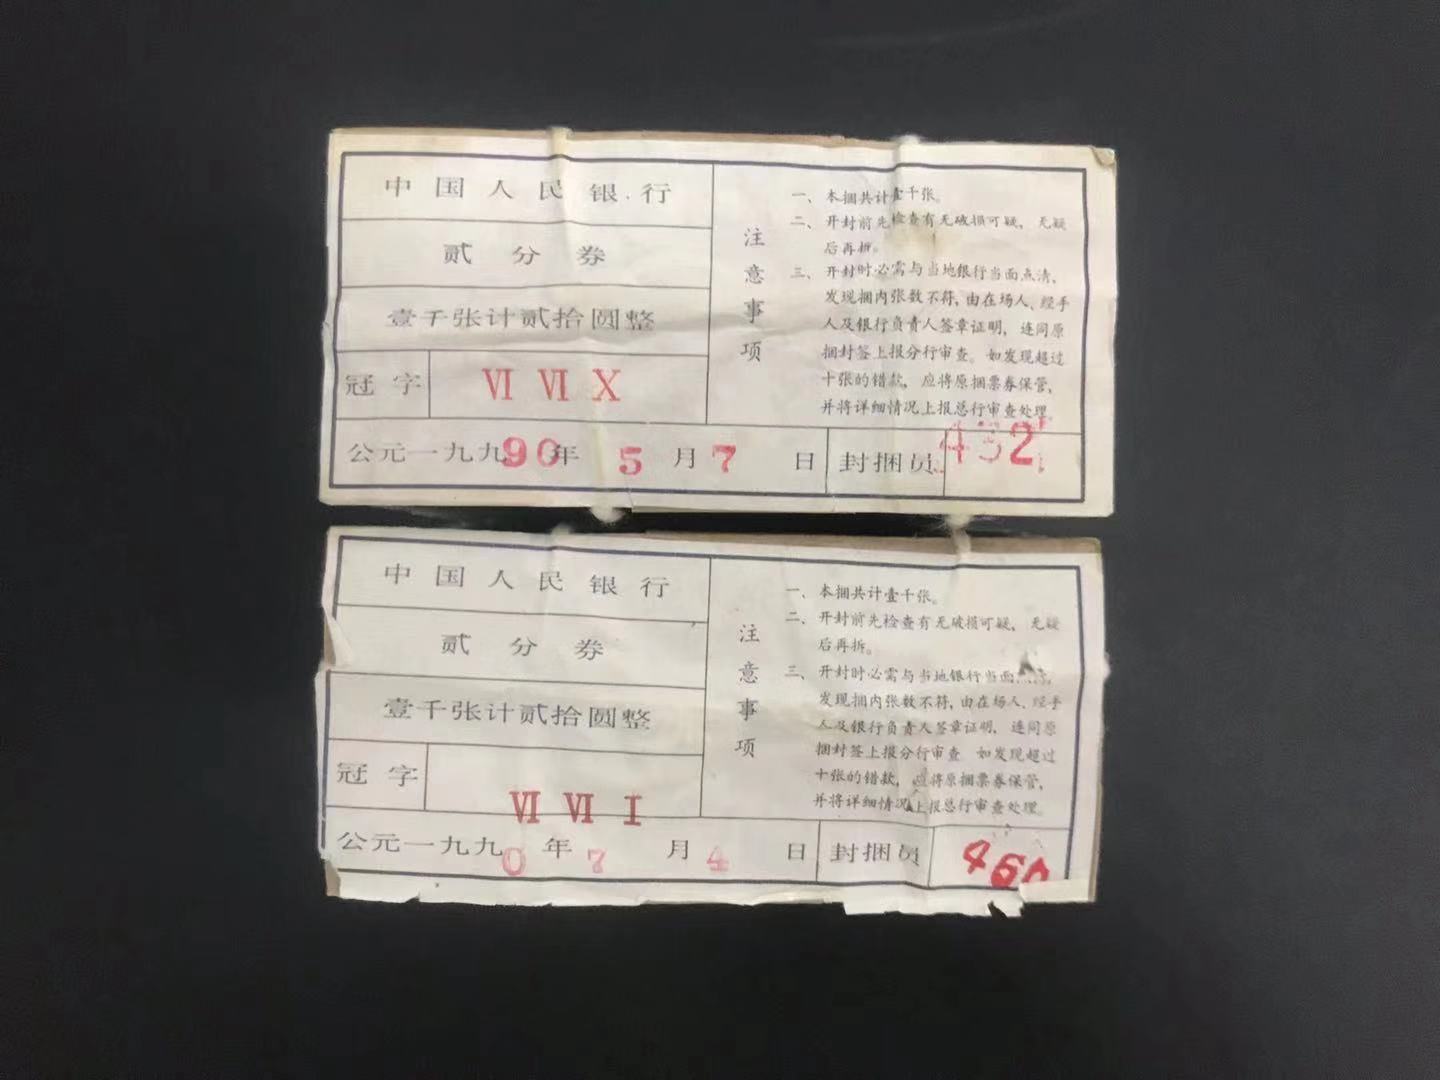 中国人民银行
贰分券
壹千张计贰拾圆整
冠字 Ⅵ Ⅵ Ⅹ
公元一九九90年5月7日 封捆员 432
注意事项
一、本捆共计壹千张。
二、开封前先检查有无破损可疑，无疑
后再拆。
三、开封时必需与当地银行当面点清，
发现捆内张数不符，由在场人、经手
人及银行负责人签章证明，连同原
捆封签上报分行审查。如发现超过
十张的错款，应将原捆票券保管，
并将详细情况上报总行审查处理。
中国人民银行
贰分券
壹千张计贰拾圆整
冠字 Ⅵ Ⅵ Ⅰ
公元一九九0年7月4日 封捆员
注意事项
一、本捆共计壹千张。
二、开封前先检查有无破损可疑，无疑
后再拆。
三、开封时必需与当地银行当面点清，
发现捆内张数不符，由在场人、经手
人及银行负责人签章证明，连同原
捆封签上报分行审查 如发现超过
十张的错款，应将原捆票券保管，
并将详细情况上报总行审查处理。